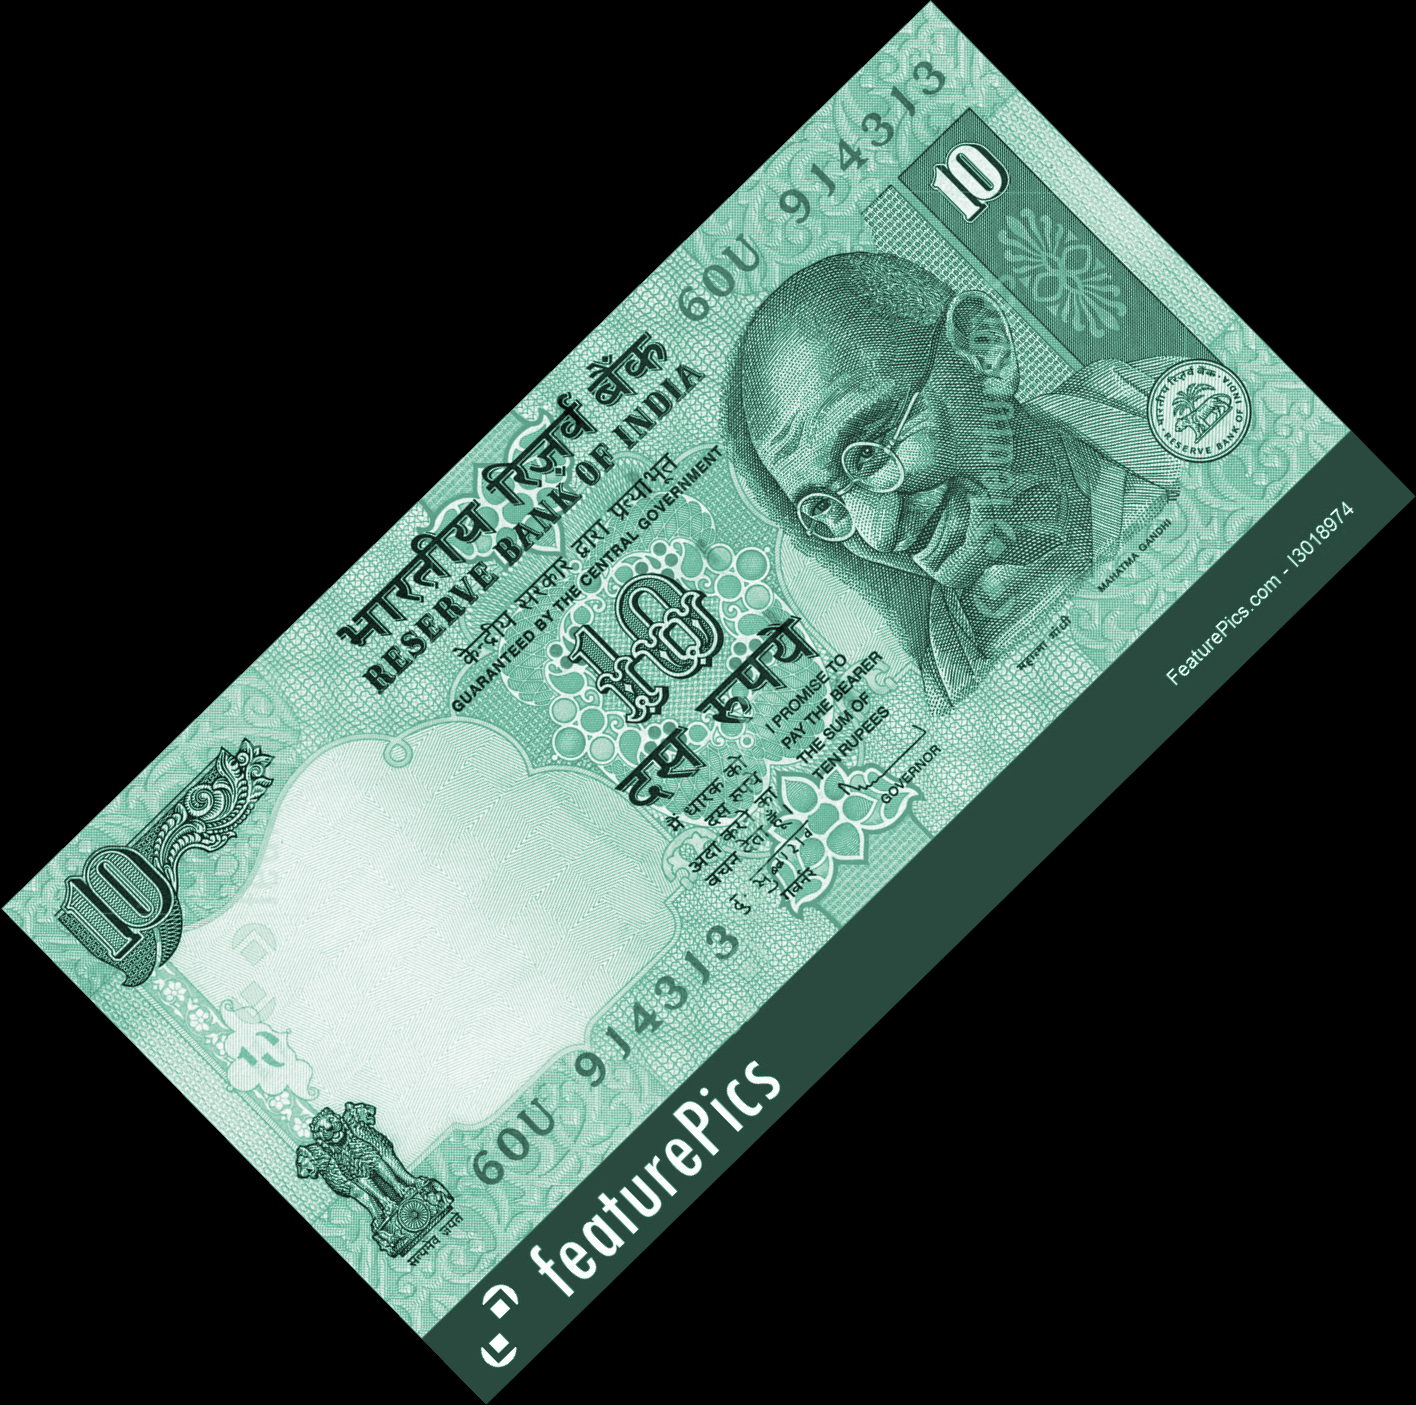 60U 914313
10
भारतीय रिज़र्व बैंक
RESERVE BANK OF INDIA
केन्द्रीय सरकार द्वारा प्रत्याभूत
GUARANTEED BY THE CENTRAL GOVERNMENT
10
10
दस रुपये
मैं धारक को
दस रुपये
अदा करने का
वचन देता हूँ
I PROMISE TO
PAY THE BEARER
THE SUM OF
TEN RUPEES
गवर्नर
GOVERNOR
महात्मा गांधी
MAHATMA GANDHI
भारतीय रिज़र्व बैंक
RESERVE BANK OF INDIA
60U 914313
सत्यमेव जयते
featurePics
FeaturePics.com - I3018974